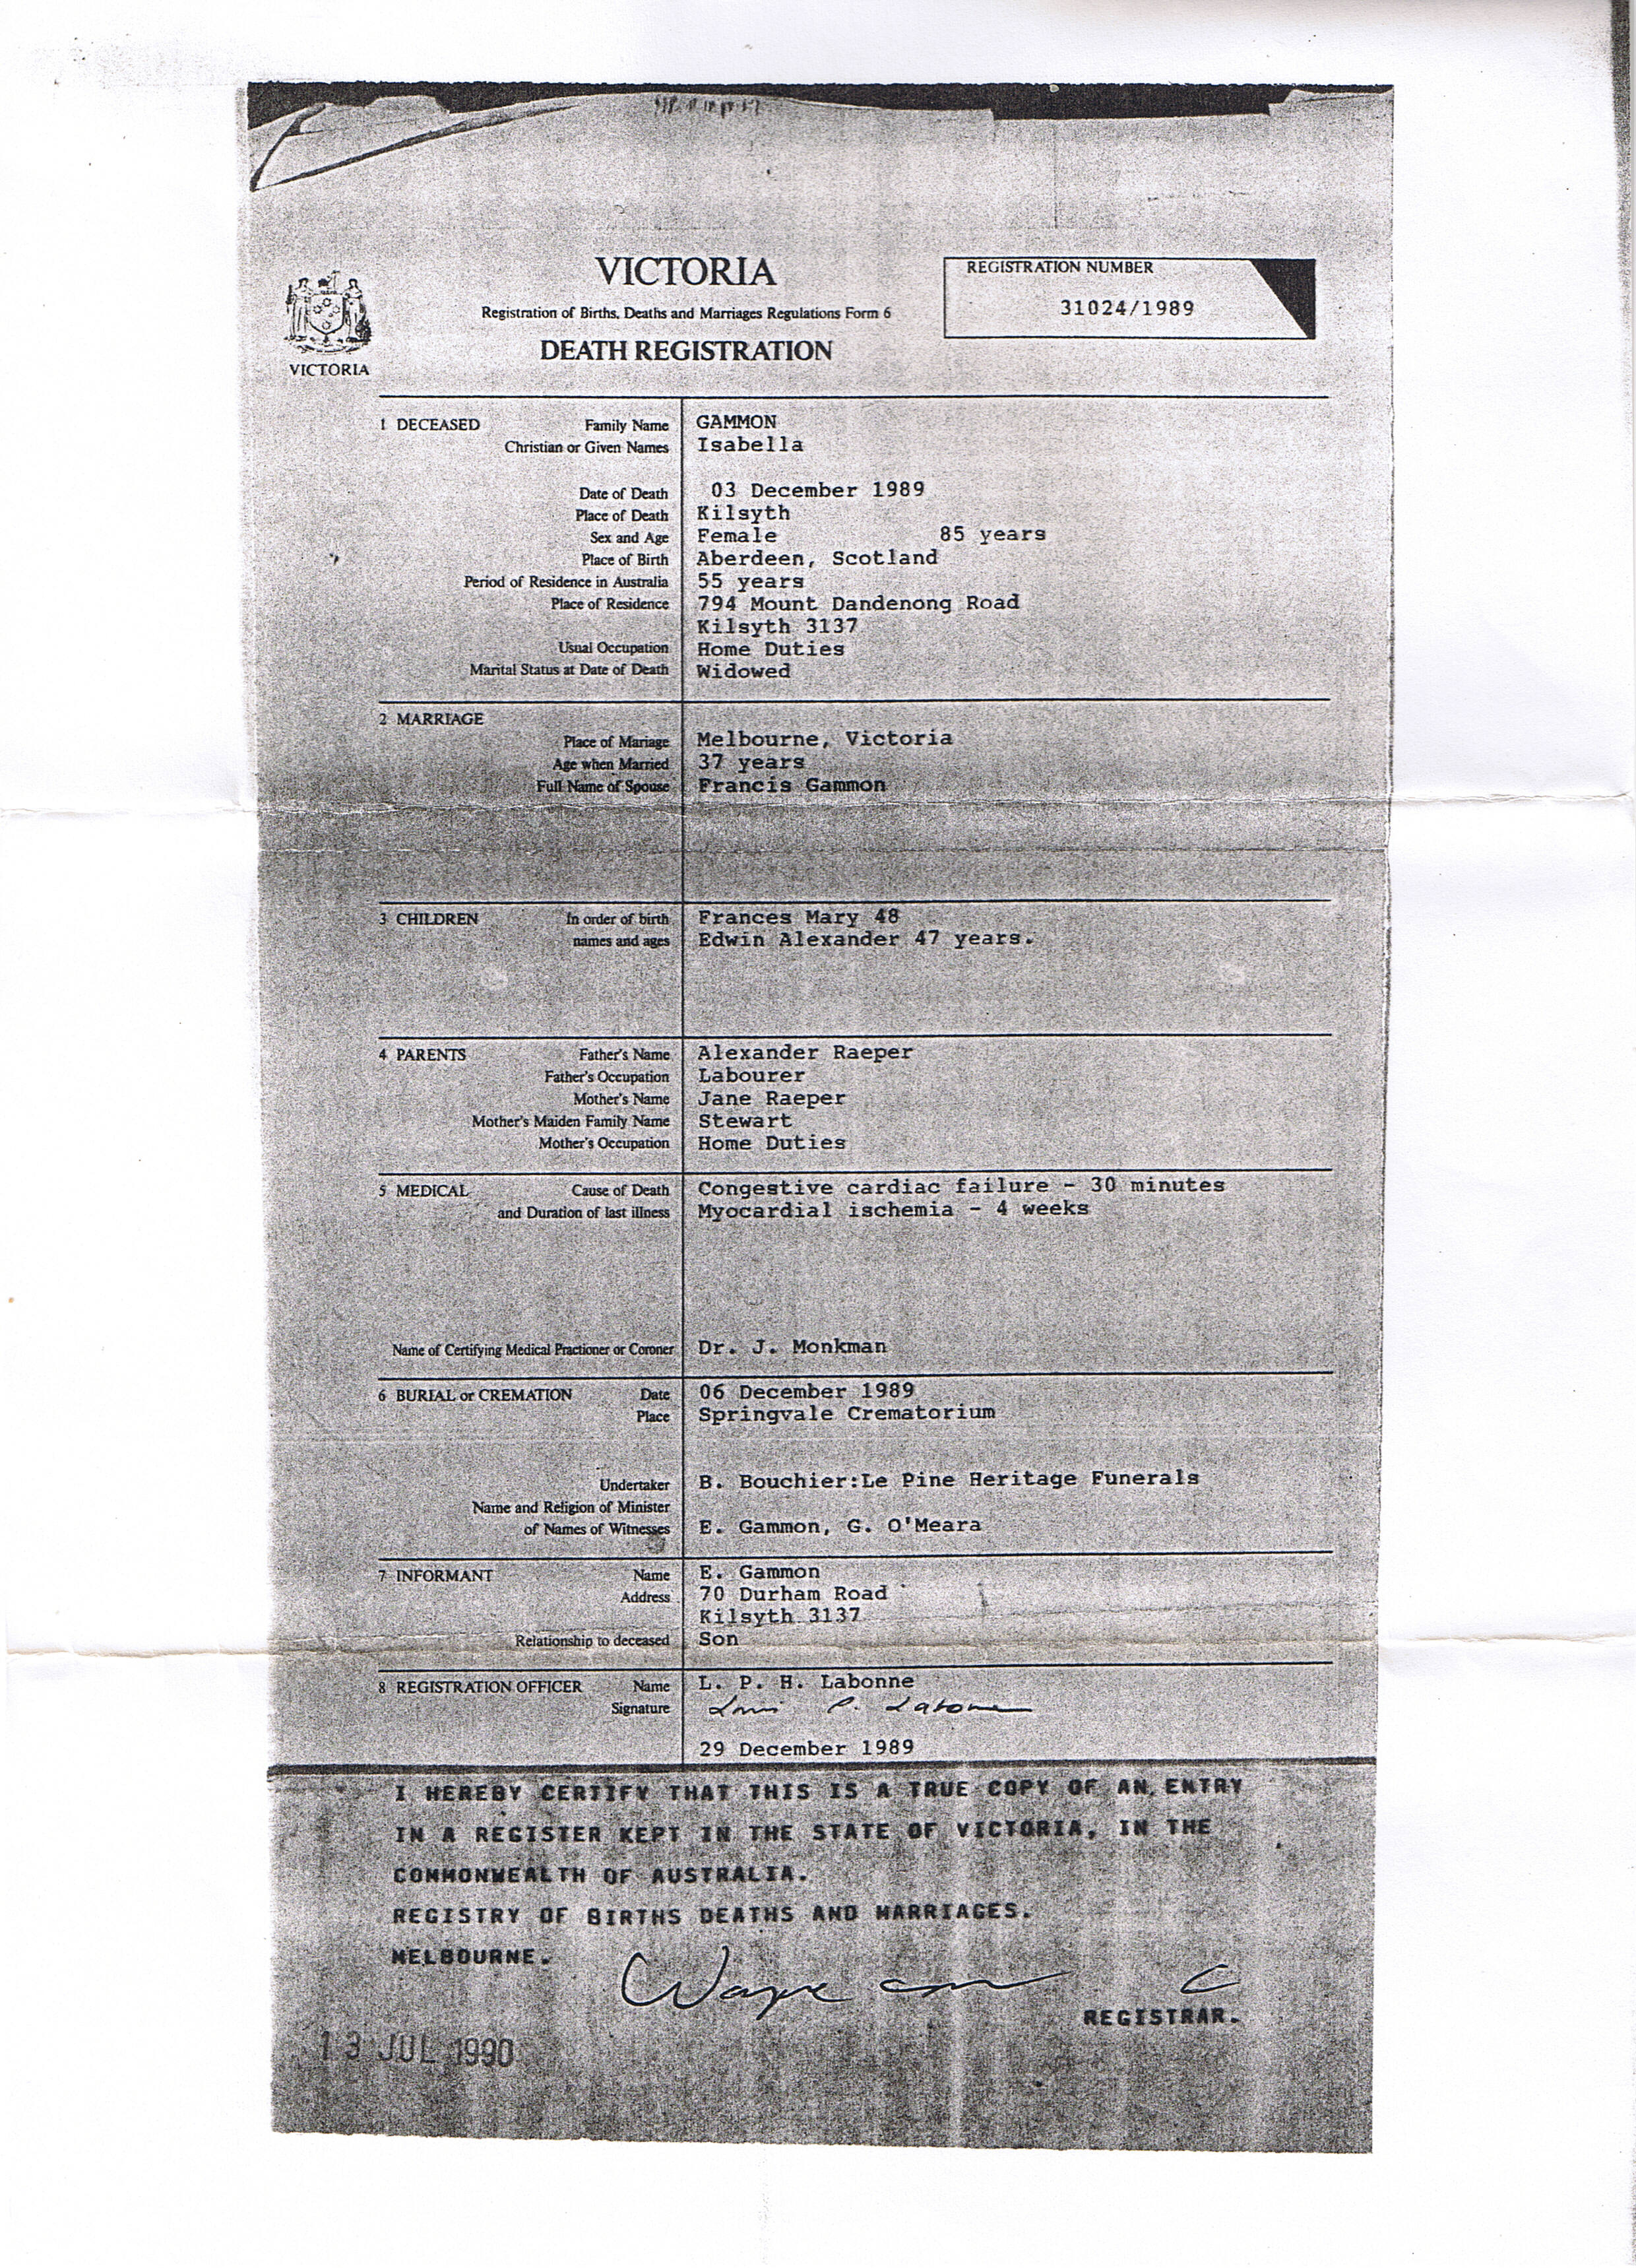 VICTORIA
Registration of Births, Deaths and Marriages Regulations Form 6
DEATH REGISTRATION
REGISTRATION NUMBER
31024/1989
VICTORIA
1 DECEASED Family Name GAMMON
Christian or Given Names Isabella
Date of Death 03 December 1989
Place of Death Kilsyth
Sex and Age Female 85 years
Place of Birth Aberdeen, Scotland
Period of Residence in Australia 55 years
Place of Residence 794 Mount Dandenong Road
Kilsyth 3137
Usual Occupation Home Duties
Marital Status at Date of Death Widowed
2 MARRIAGE
Place of Mariage Melbourne, Victoria
Age when Married 37 years
Full Name of Spouse Francis Gammon
3 CHILDREN In order of birth Frances Mary 48
names and ages Edwin Alexander 47 years.
4 PARENTS Father's Name Alexander Raeper
Father's Occupation Labourer
Mother's Name Jane Raeper
Mother's Maiden Family Name Stewart
Mother's Occupation Home Duties
5 MEDICAL Cause of Death Congestive cardiac failure - 30 minutes
and Duration of last illness Myocardial ischemia - 4 weeks
Name of Certifying Medical Practioner or Coroner Dr. J. Monkman
6 BURIAL or CREMATION Date 06 December 1989
Place Springvale Crematorium
Undertaker B. Bouchier:Le Pine Heritage Funerals
Name and Religion of Minister
of Names of Witnesses E. Gammon, G. O'Meara
7 INFORMANT Name E. Gammon
Address 70 Durham Road
Kilsyth 3137
Relationship to deceased Son
8 REGISTRATION OFFICER Name L. P. H. Labonne
Signature
29 December 1989
I HEREBY CERTIFY THAT THIS IS A TRUE COPY OF AN ENTRY
IN A REGISTER KEPT IN THE STATE OF VICTORIA, IN THE
COMMONWEALTH OF AUSTRALIA.
REGISTRY OF BIRTHS DEATHS AND MARRIAGES.
MELBOURNE.
REGISTRAR.
13 JUL 1990